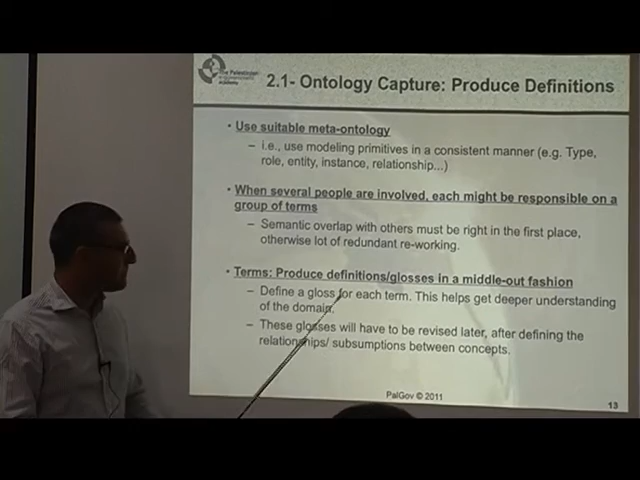 The Palestinian
Academy
2.1- Ontology Capture: Produce Definitions
• Use suitable meta-ontology
– i.e., use modeling primitives in a consistent manner (e.g. Type,
role, entity, instance, relationship...)
• When several people are involved, each might be responsible on a
group of terms
– Semantic overlap with others must be right in the first place,
otherwise lot of redundant re-working.
• Terms: Produce definitions/glosses in a middle-out fashion
– Define a gloss for each term. This helps get deeper understanding
of the domain.
– These glosses will have to be revised later, after defining the
relationships/ subsumptions between concepts.
PalGov © 2011
13